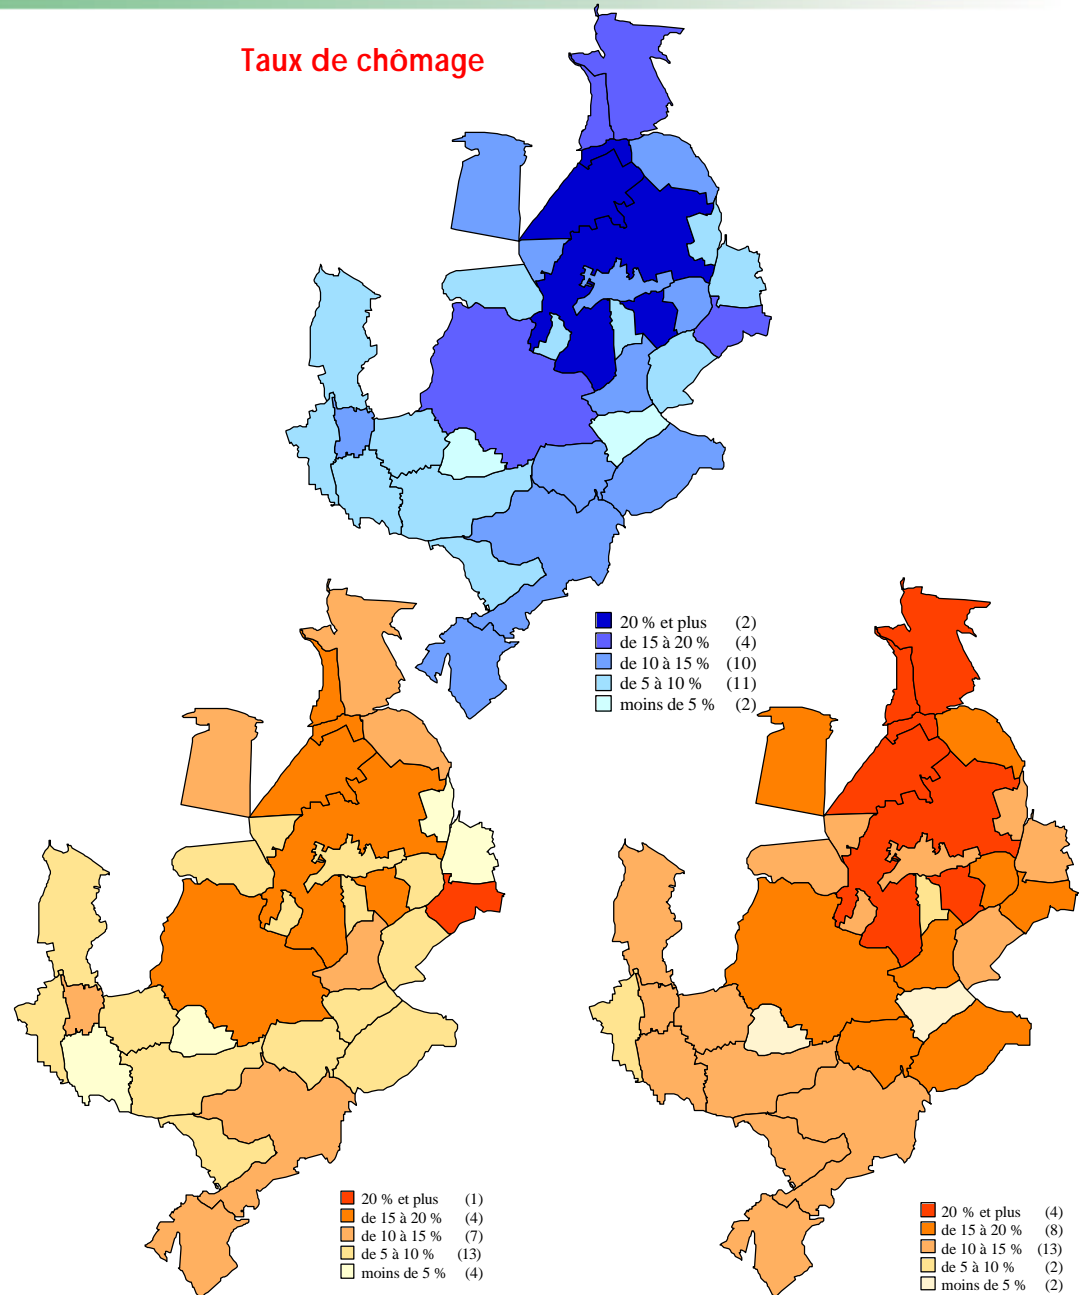 Taux de chômage
20 % et plus (2)
de 15 à 20 % (4)
de 10 à 15 % (10)
de 5 à 10 % (11)
moins de 5 % (2)
20 % et plus (1)
de 15 à 20 % (4)
de 10 à 15 % (7)
de 5 à 10 % (13)
moins de 5 % (4)
20 % et plus (4)
de 15 à 20 % (8)
de 10 à 15 % (13)
de 5 à 10 % (2)
moins de 5 % (2)